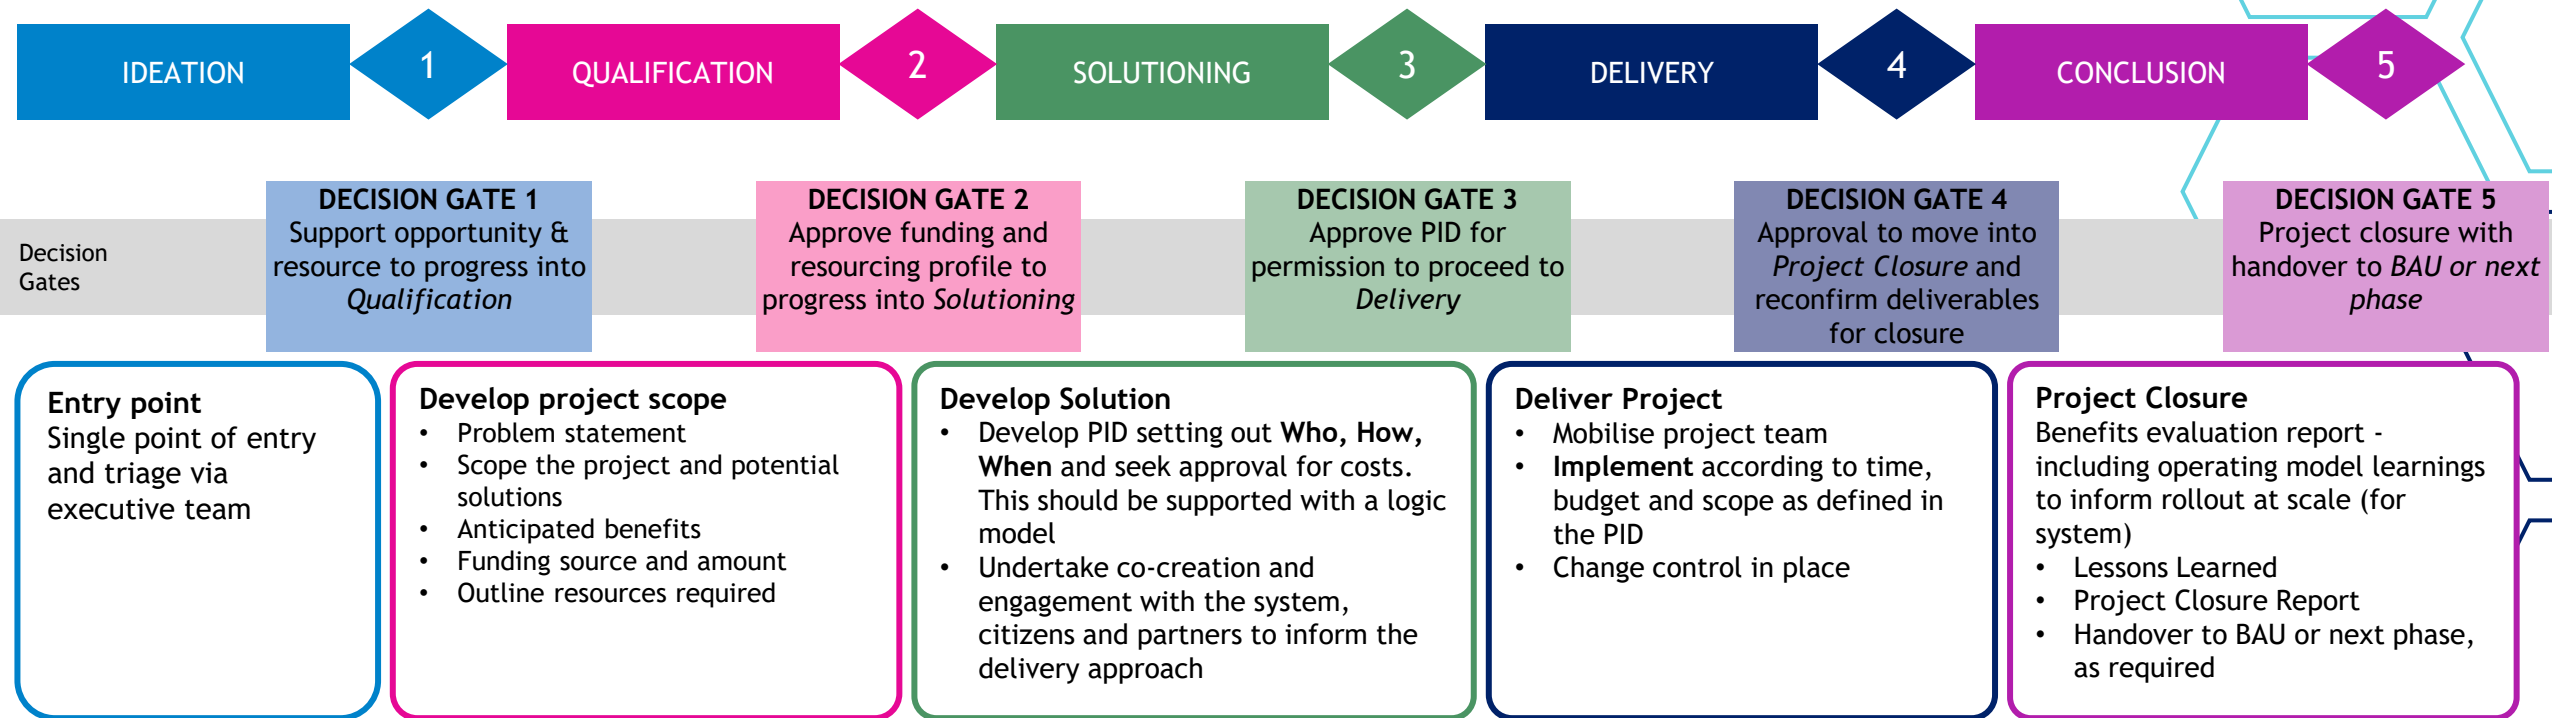 IDEATION
1
QUALIFICATION
2
SOLUTIONING
3
DELIVERY
4
CONCLUSION
5
Decision
Gates
DECISION GATE 1
Support opportunity &
resource to progress into
Qualification
DECISION GATE 2
Approve funding and
resourcing profile to
progress into Solutioning
DECISION GATE 3
Approve PID for
permission to proceed to
Delivery
DECISION GATE 4
Approval to move into
Project Closure and
reconfirm deliverables
for closure
DECISION GATE 5
Project closure with
handover to BAU or next
phase
Entry point
Single point of entry
and triage via
executive team
Develop project scope
• Problem statement
• Scope the project and potential
solutions
• Anticipated benefits
• Funding source and amount
• Outline resources required
Develop Solution
• Develop PID setting out Who, How,
When and seek approval for costs.
This should be supported with a logic
model
• Undertake co-creation and
engagement with the system,
citizens and partners to inform the
delivery approach
Deliver Project
• Mobilise project team
• Implement according to time,
budget and scope as defined in
the PID
• Change control in place
Project Closure
Benefits evaluation report -
including operating model learnings
to inform rollout at scale (for
system)
• Lessons Learned
• Project Closure Report
• Handover to BAU or next phase,
as required